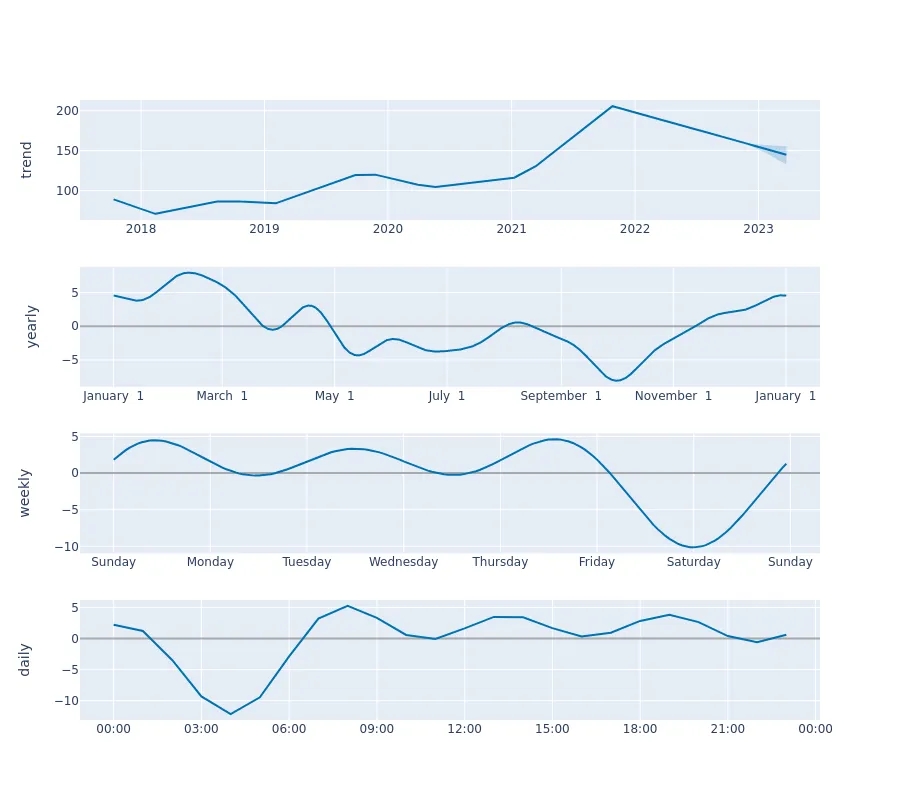 trend
200
150
100
2018 2019 2020 2021 2022 2023
yearly
5
0
−5
January 1 March 1 May 1 July 1 September 1 November 1 January 1
weekly
5
0
−5
−10
Sunday Monday Tuesday Wednesday Thursday Friday Saturday Sunday
daily
5
0
−5
−10
00:00 03:00 06:00 09:00 12:00 15:00 18:00 21:00 00:00